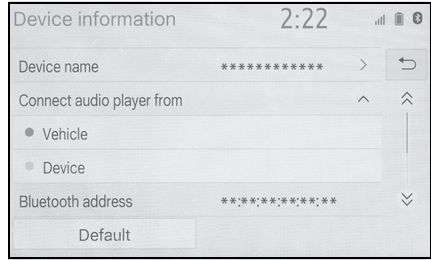 Device information 2:22
Device name ************
Connect audio player from
Vehicle
Device
Bluetooth address **:**:**:**:**:**
Default